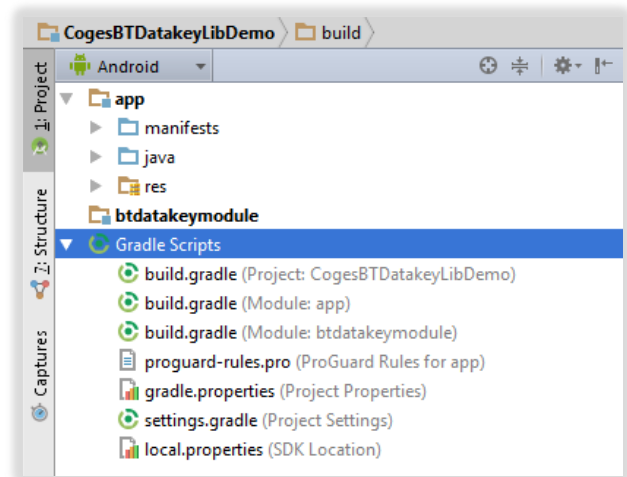 CogesBTDatakeyLibDemo build
Android
1: Project
app
manifests
java
res
btdatakeymodule
7: Structure
Gradle Scripts
build.gradle (Project: CogesBTDatakeyLibDemo)
build.gradle (Module: app)
build.gradle (Module: btdatakeymodule)
Captures
proguard-rules.pro (ProGuard Rules for app)
gradle.properties (Project Properties)
settings.gradle (Project Settings)
local.properties (SDK Location)